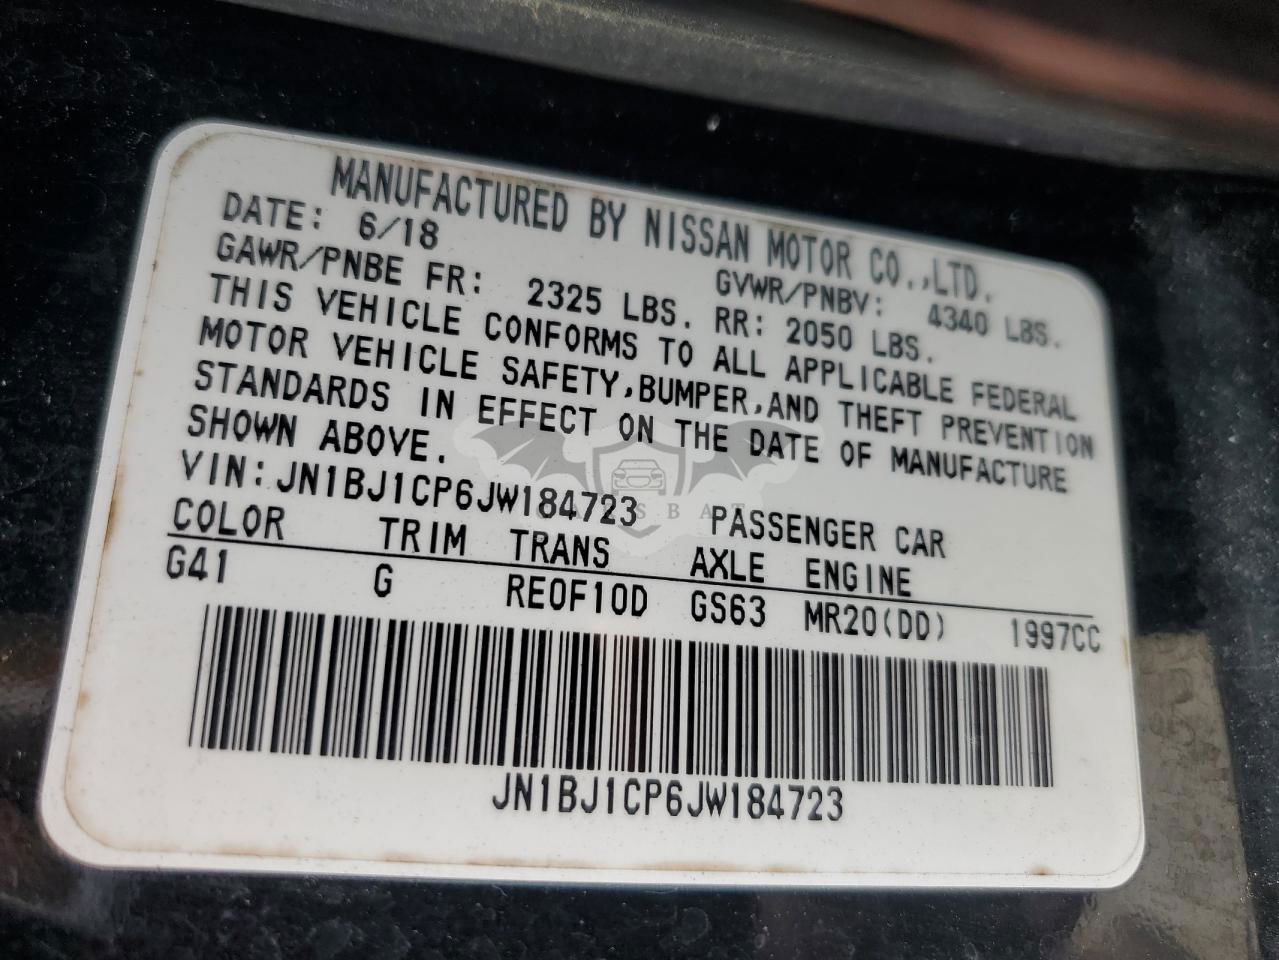 MANUFACTURED BY NISSAN MOTOR CO.,LTD.
DATE: 6/18 GVWR/PNBV: 4340 LBS.
GAWR/PNBE FR: 2325 LBS. RR: 2050 LBS.
THIS VEHICLE CONFORMS TO ALL APPLICABLE FEDERAL
MOTOR VEHICLE SAFETY,BUMPER,AND THEFT PREVENTION
STANDARDS IN EFFECT ON THE DATE OF MANUFACTURE
SHOWN ABOVE.
VIN:JN1BJ1CP6JW184723 PASSENGER CAR
COLOR TRIM TRANS AXLE ENGINE
G41 G RE0F10D GS63 MR20(DD) 1997CC
JN1BJ1CP6JW184723